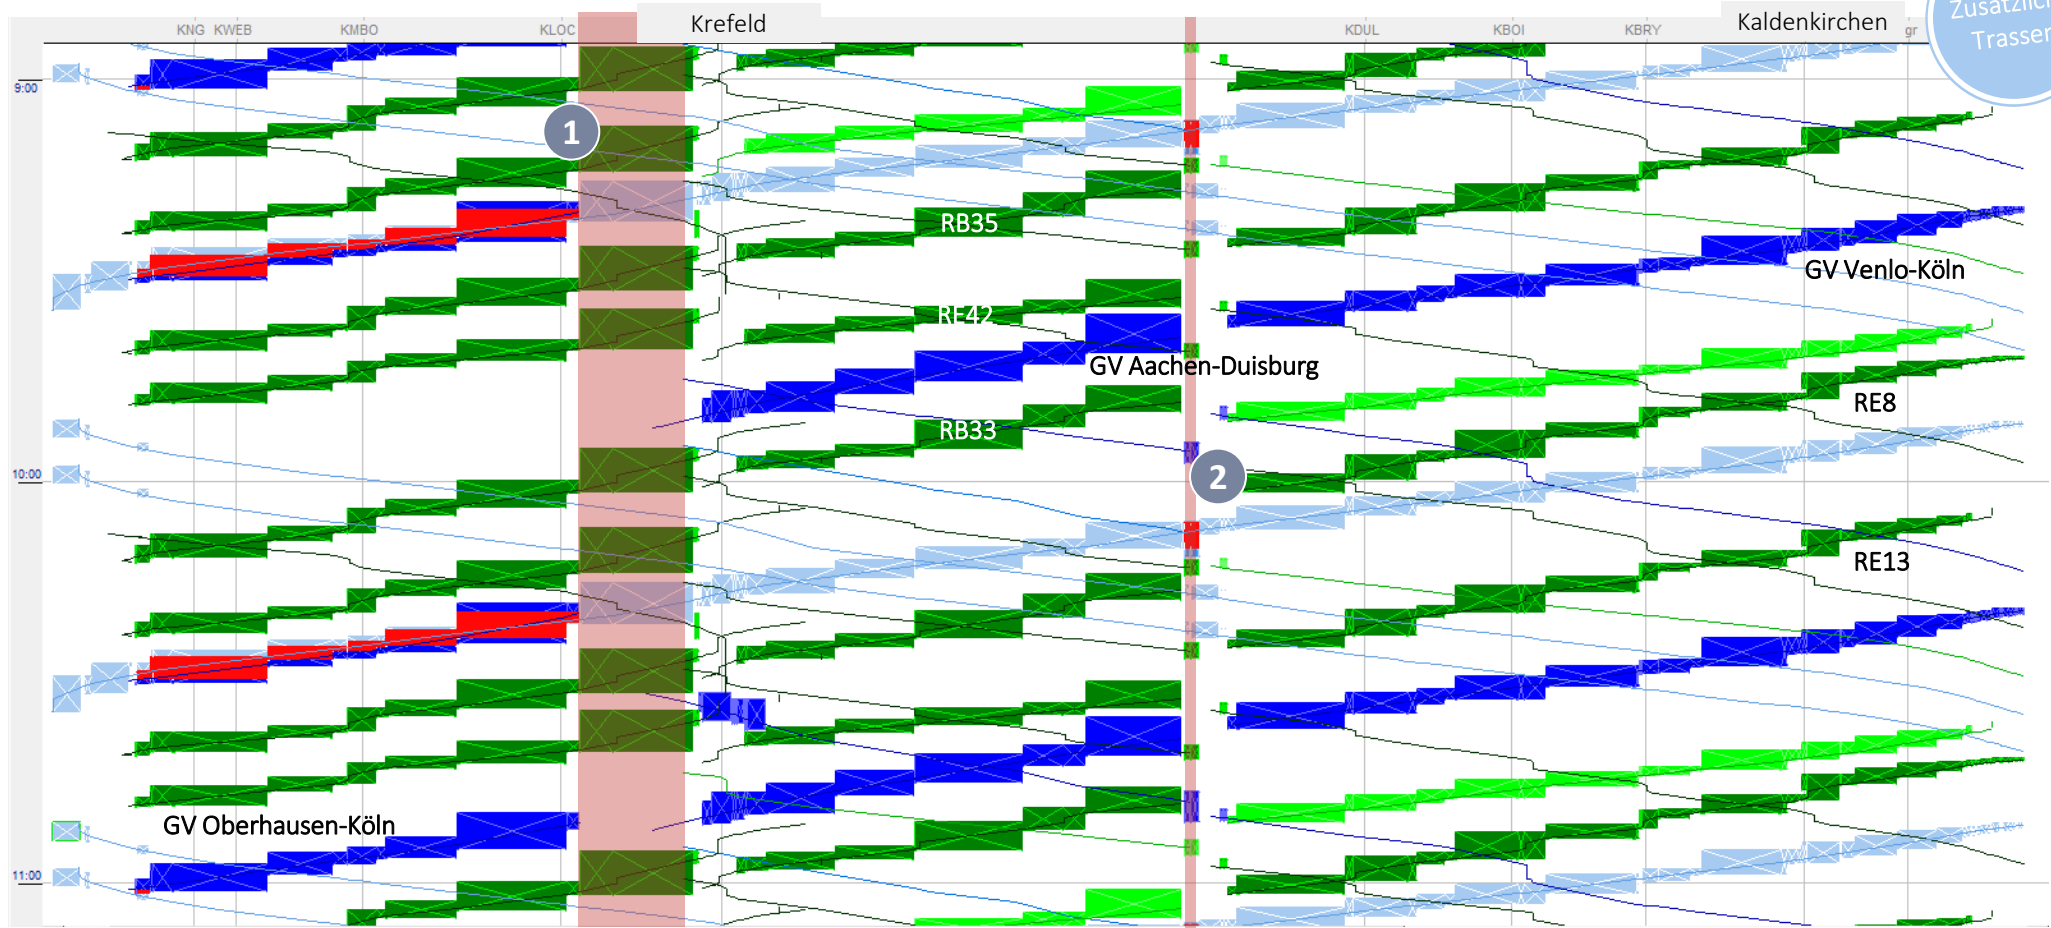 Krefeld
Kaldenkirchen
Trassen
KNG KWEB KMBO KLOC KDUL KBOI KBRY gr
9:00
1
RB35
GV Venlo-Köln
RE42
GV Aachen-Duisburg
RE8
RB33
10:00
2
RE13
GV Oberhausen-Köln
11:00